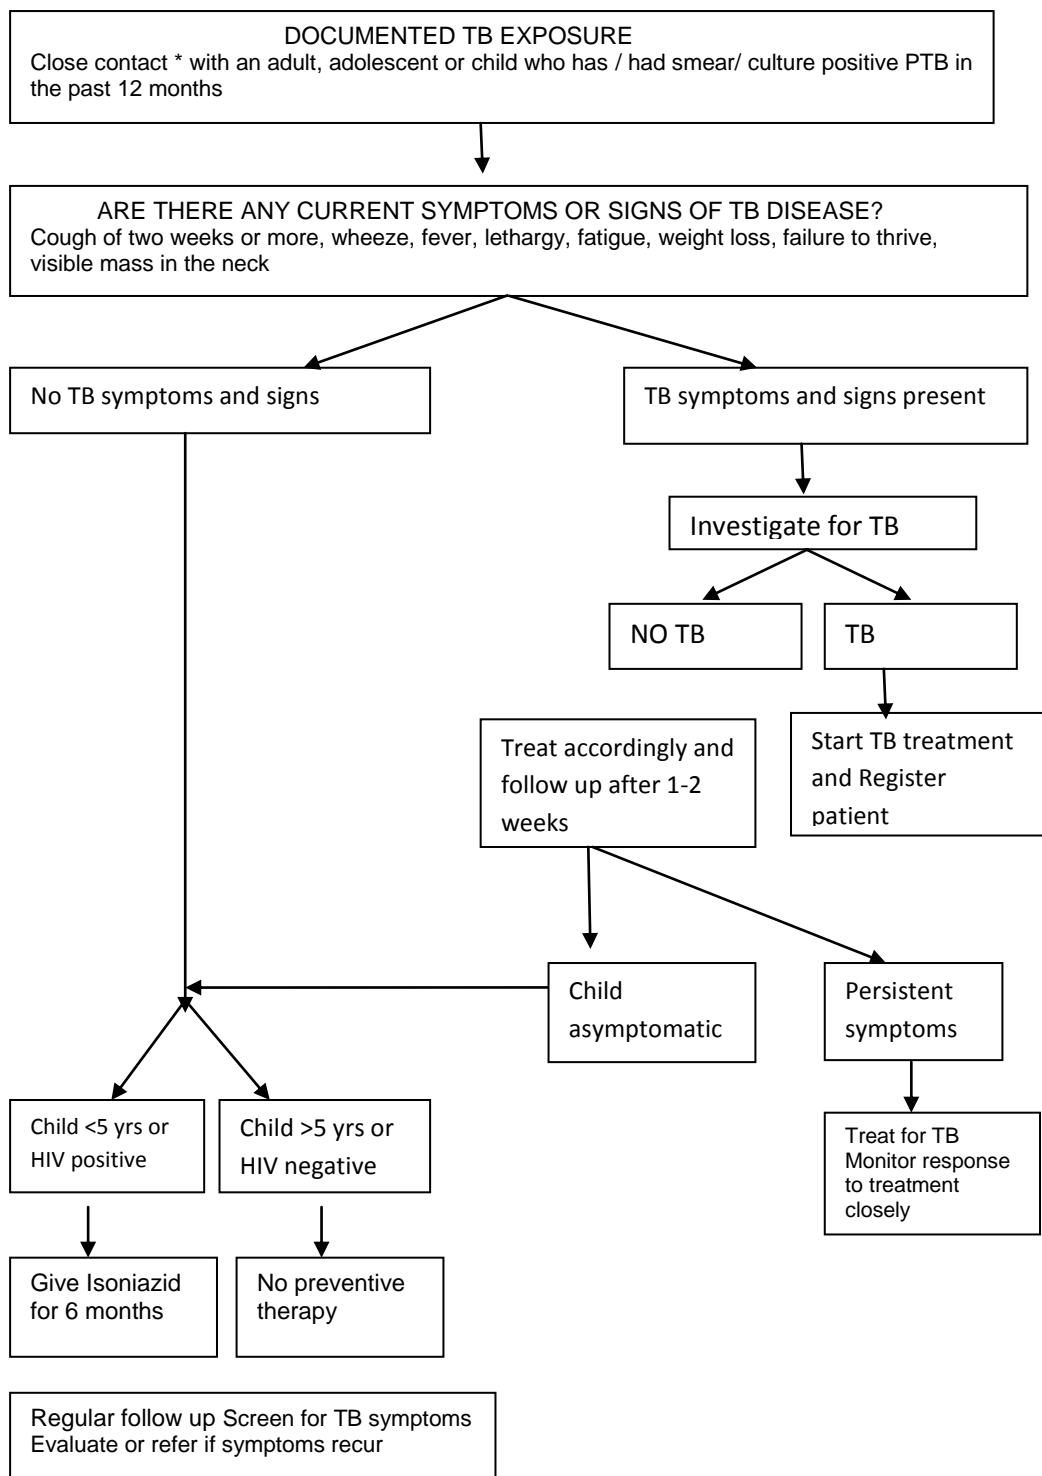 DOCUMENTED TB EXPOSURE
Close contact * with an adult, adolescent or child who has / had smear/ culture positive PTB in
the past 12 months
ARE THERE ANY CURRENT SYMPTOMS OR SIGNS OF TB DISEASE?
Cough of two weeks or more, wheeze, fever, lethargy, fatigue, weight loss, failure to thrive,
visible mass in the neck
No TB symptoms and signs
TB symptoms and signs present
Investigate for TB
NO TB
TB
Treat accordingly and
follow up after 1-2
weeks
Start TB treatment
and Register
patient
Child
asymptomatic
Persistent
symptoms
Child <5 yrs or
HIV positive
Child >5 yrs or
HIV negative
Treat for TB
Monitor response
to treatment
closely
Give Isoniazid
for 6 months
No preventive
therapy
Regular follow up Screen for TB symptoms
Evaluate or refer if symptoms recur